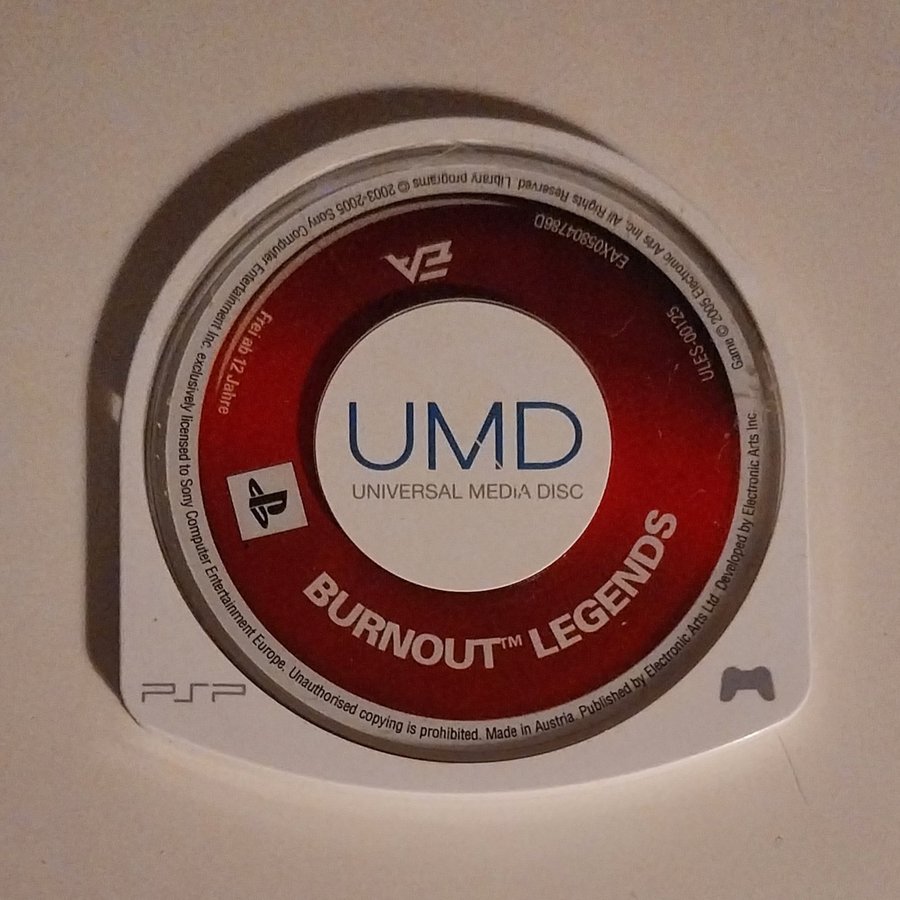 UMD
UNIVERSAL MEDIA DISC
BURNOUT™ LEGENDS
EA
EAX05804786D
ULES-00125
Frei ab 12 Jahre
Game © 2005 Electronic Arts Inc. All Rights Reserved. Library programs © 2003-2005 Sony Computer Entertainment Inc. exclusively licensed to Sony Computer Entertainment Europe. Unauthorised copying is prohibited. Made in Austria. Published by Electronic Arts Ltd. Developed by Electronic Arts Inc.
PSP